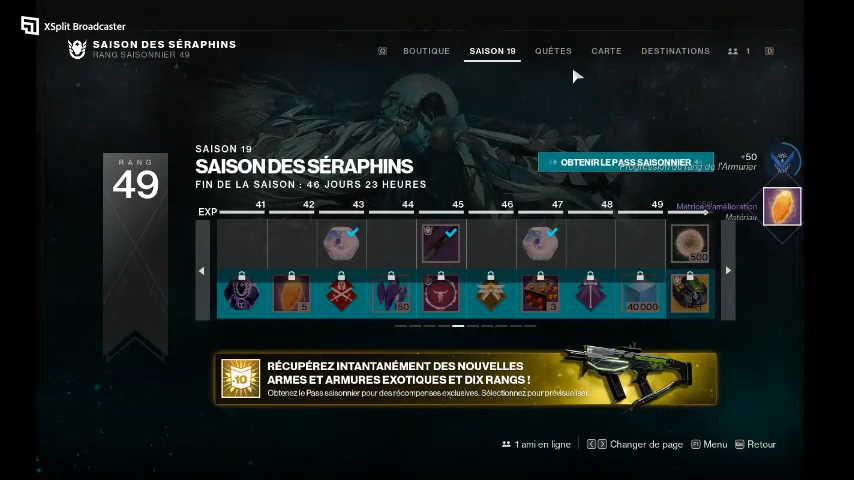 XSplit Broadcaster
SAISON DES SÉRAPHINS
RANG SAISONNIER 49
Q BOUTIQUE SAISON 19 QUÊTES CARTE DESTINATIONS 1 D
RANG
49
SAISON 19
SAISON DES SÉRAPHINS
FIN DE LA SAISON : 46 JOURS 23 HEURES
OBTENIR LE PASS SAISONNIER
+50
Progression du rang de l'Armurier
Matrice d'amélioration
Matériau
EXP 41 42 43 44 45 46 47 48 49
500
5 150 3 40 000
-10
RÉCUPÉREZ INTANTANÉMENT DES NOUVELLES
ARMES ET ARMURES EXOTIQUES ET DIX RANGS !
Obtenez le Pass saisonnier pour des récompenses exclusives. Sélectionnez pour prévisualiser.
1 ami en ligne Changer de page F1 Menu Retour